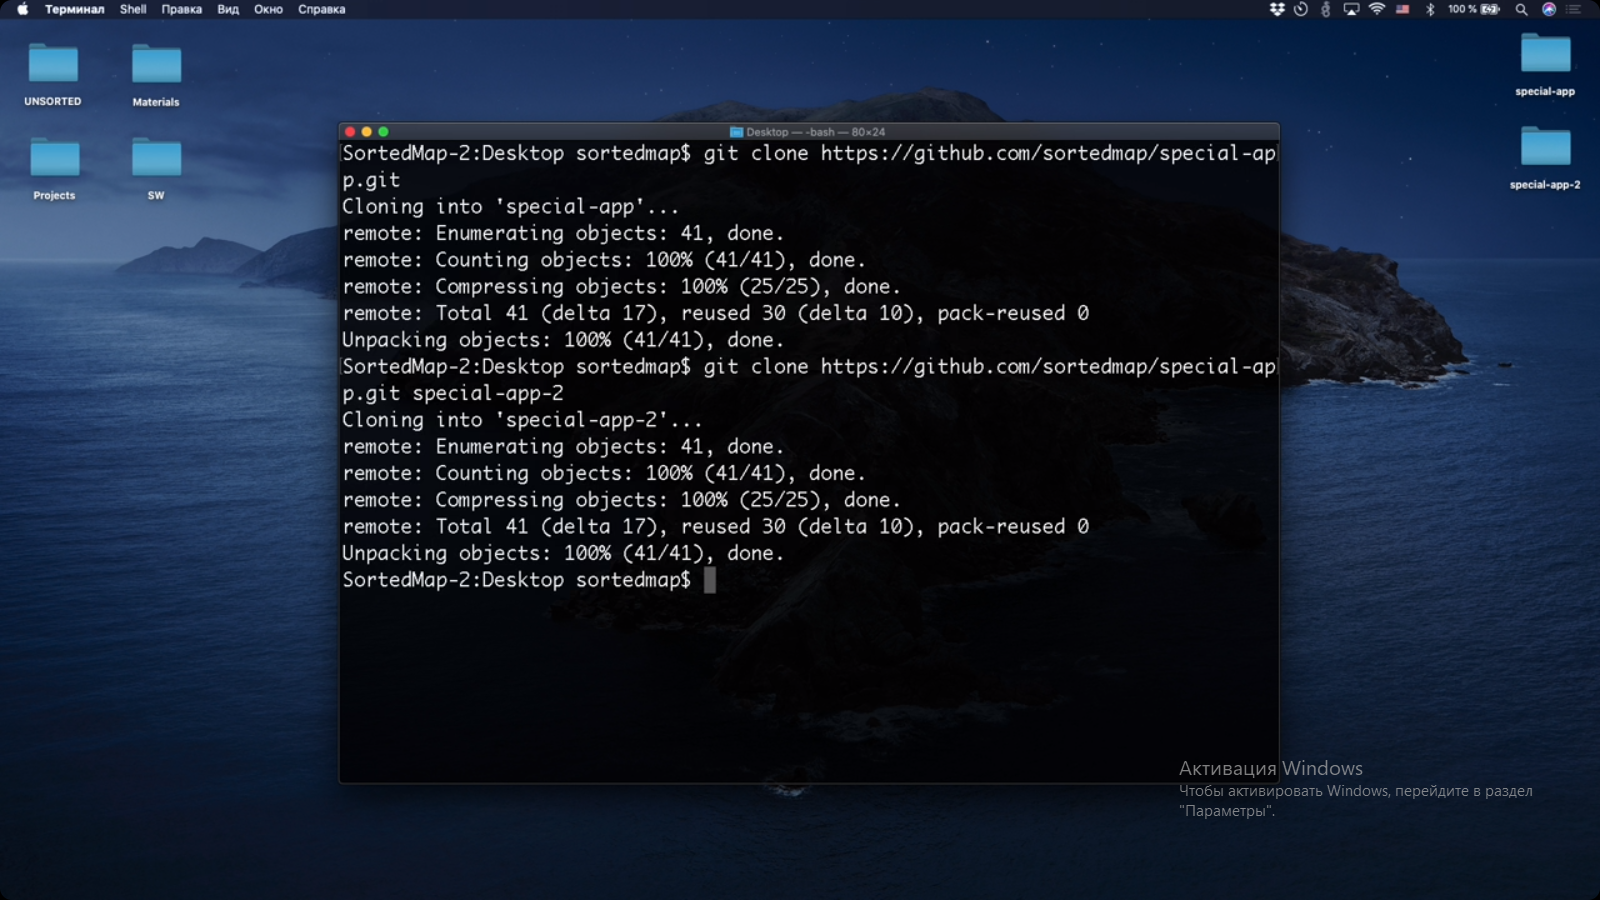 Терминал Shell Правка Вид Окно Справка
100 %
UNSORTED
Materials
Projects
SW
special-app
special-app-2
Desktop — -bash — 80×24
SortedMap-2:Desktop sortedmap$ git clone https://github.com/sortedmap/special-ap
p.git
Cloning into 'special-app'...
remote: Enumerating objects: 41, done.
remote: Counting objects: 100% (41/41), done.
remote: Compressing objects: 100% (25/25), done.
remote: Total 41 (delta 17), reused 30 (delta 10), pack-reused 0
Unpacking objects: 100% (41/41), done.
SortedMap-2:Desktop sortedmap$ git clone https://github.com/sortedmap/special-ap
p.git special-app-2
Cloning into 'special-app-2'...
remote: Enumerating objects: 41, done.
remote: Counting objects: 100% (41/41), done.
remote: Compressing objects: 100% (25/25), done.
remote: Total 41 (delta 17), reused 30 (delta 10), pack-reused 0
Unpacking objects: 100% (41/41), done.
SortedMap-2:Desktop sortedmap$
Активация Windows
Чтобы активировать Windows, перейдите в раздел
"Параметры".